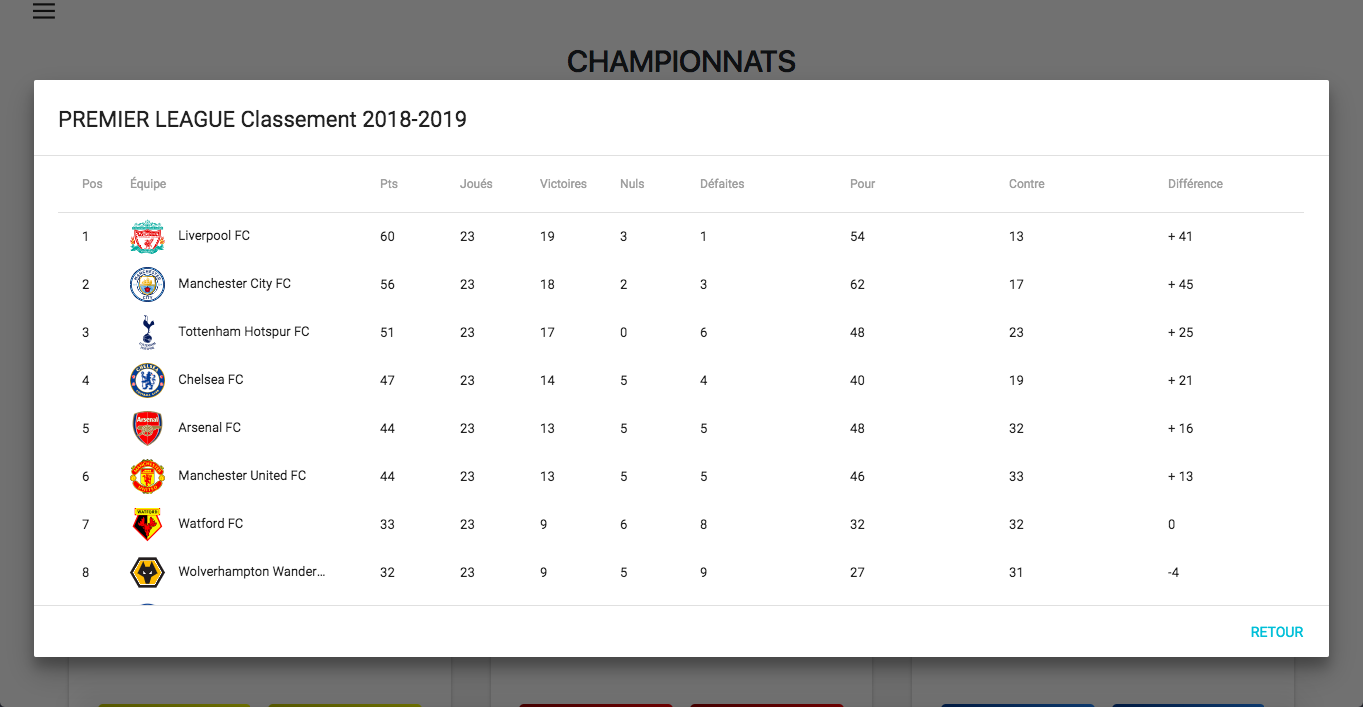 CHAMPIONNATS
PREMIER LEAGUE Classement 2018-2019
Pos Équipe Pts Joués Victoires Nuls Défaites Pour Contre Différence
1 Liverpool FC 60 23 19 3 1 54 13 + 41
2 Manchester City FC 56 23 18 2 3 62 17 + 45
3 Tottenham Hotspur FC 51 23 17 0 6 48 23 + 25
4 Chelsea FC 47 23 14 5 4 40 19 + 21
5 Arsenal FC 44 23 13 5 5 48 32 + 16
6 Manchester United FC 44 23 13 5 5 46 33 + 13
7 Watford FC 33 23 9 6 8 32 32 0
8 Wolverhampton Wander... 32 23 9 5 9 27 31 -4
RETOUR